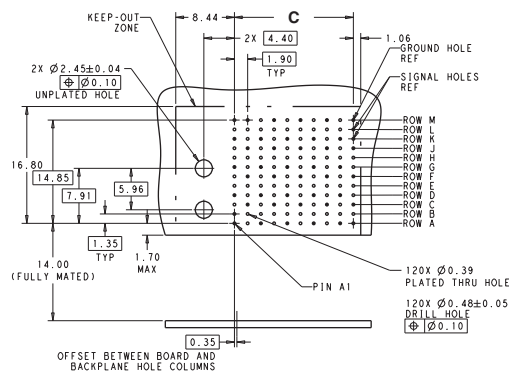 KEEP-OUT
ZONE
8.44
C
2X 4.40
1.06
1.90
TYP
GROUND HOLE
REF
SIGNAL HOLES
REF
2X Ø2.45±0.04
⌖ Ø0.10
UNPLATED HOLE
ROW M
ROW L
ROW K
ROW J
ROW H
ROW G
ROW F
ROW E
ROW D
ROW C
ROW B
ROW A
16.80
14.85
7.91
5.96
1.35
TYP
1.70
MAX
14.00
(FULLY MATED)
PIN A1
120X Ø0.39
PLATED THRU HOLE
120X Ø0.48±0.05
DRILL HOLE
⌖ Ø0.10
0.35
OFFSET BETWEEN BOARD AND
BACKPLANE HOLE COLUMNS